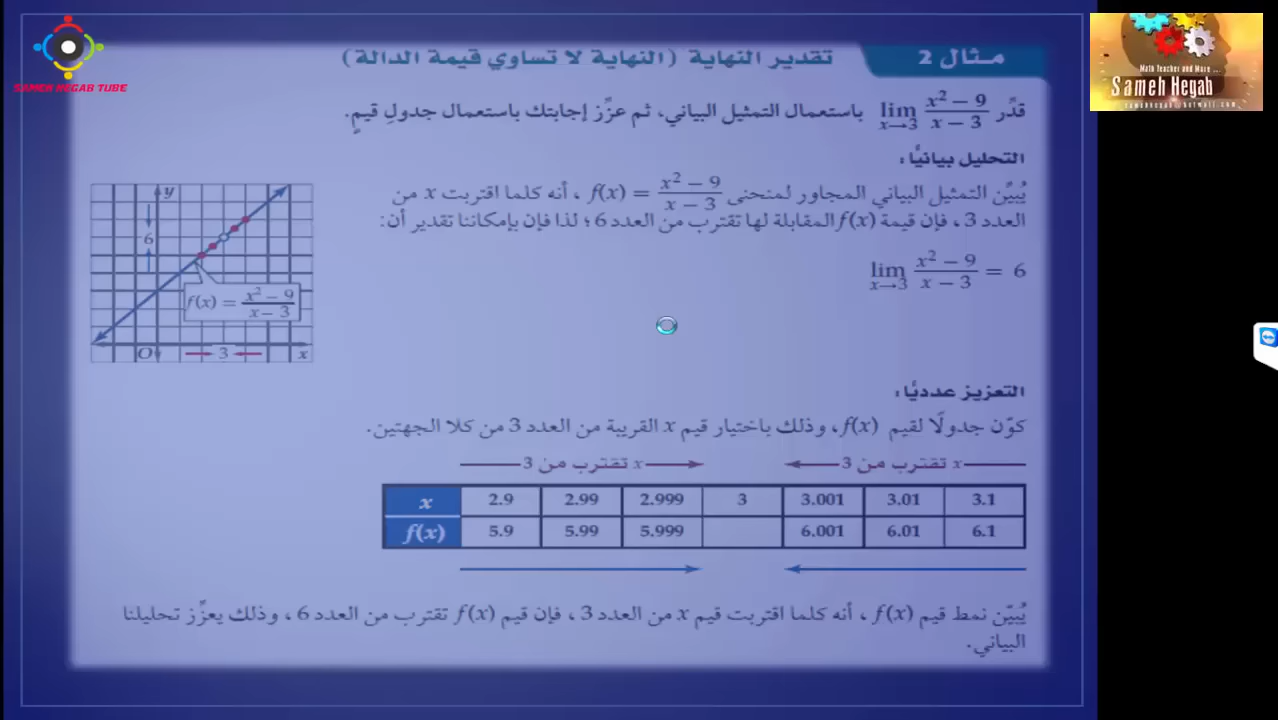 SAMEH HEGAB TUBE
Math Teacher and More ...
Sameh Hegab
مـثـال 2 تقدير النهاية (النهاية لا تساوي قيمة الدالة)
قدِّر lim x→3 (x² − 9)/(x − 3) باستعمال التمثيل البياني، ثم عزِّز إجابتك باستعمال جدولِ قيمٍ.
التحليل بيانيًّا:
يُبيِّن التمثيل البياني المجاور لمنحنى f(x) = (x² − 9)/(x − 3) ، أنه كلما اقتربت x من
العدد 3 ، فإن قيمة f(x) المقابلة لها تقترب من العدد 6 ؛ لذا فإن بإمكاننا تقدير أن:
lim x→3 (x² − 9)/(x − 3) = 6
y
6
f(x) = (x² − 9)/(x − 3)
O 3 x
التعزيز عدديًّا:
كوّن جدولًا لقيم f(x)، وذلك باختيار قيم x القريبة من العدد 3 من كلا الجهتين.
x تقترب من 3 x تقترب من 3
x 2.9 2.99 2.999 3 3.001 3.01 3.1
f(x) 5.9 5.99 5.999 6.001 6.01 6.1
يُبيّن نمط قيم f(x) ، أنه كلما اقتربت قيم x من العدد 3 ، فإن قيم f(x) تقترب من العدد 6 ، وذلك يعزِّز تحليلنا
البياني.